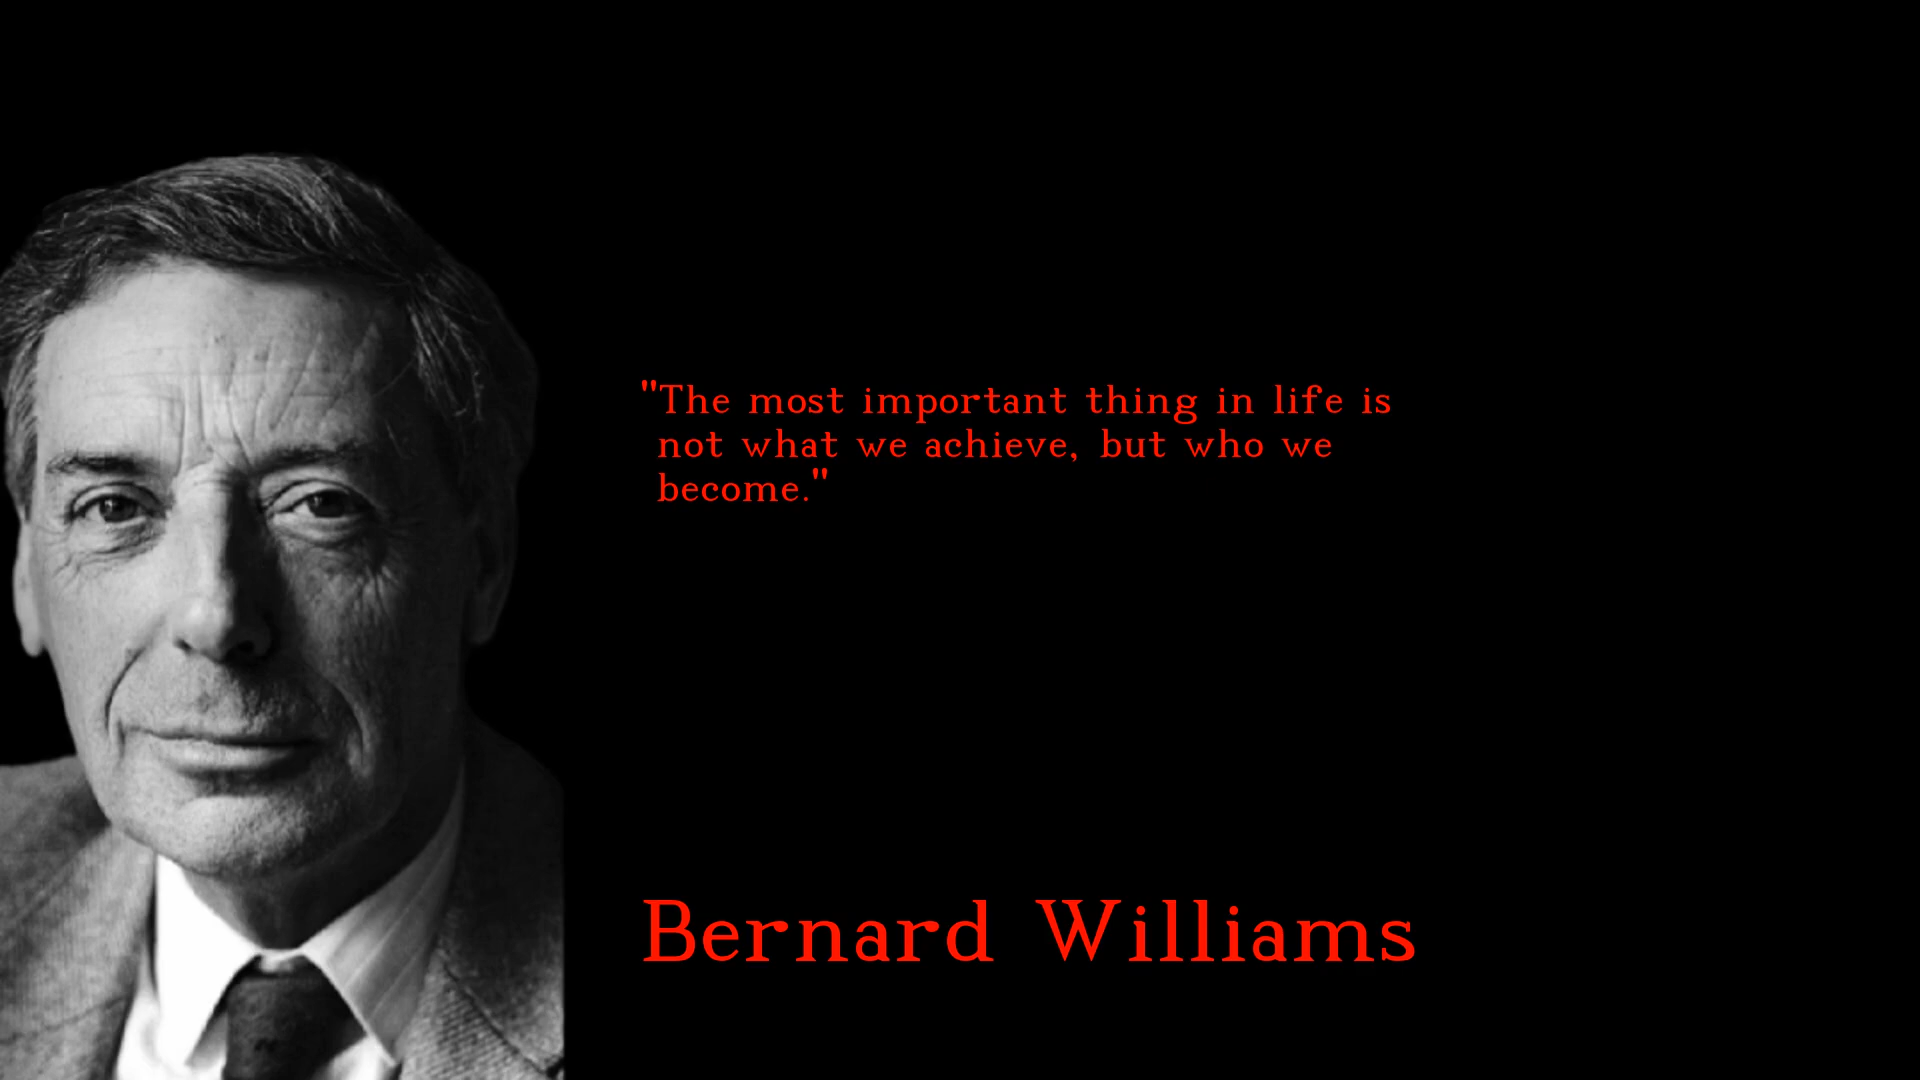 "The most important thing in life is
not what we achieve, but who we
become."
Bernard Williams